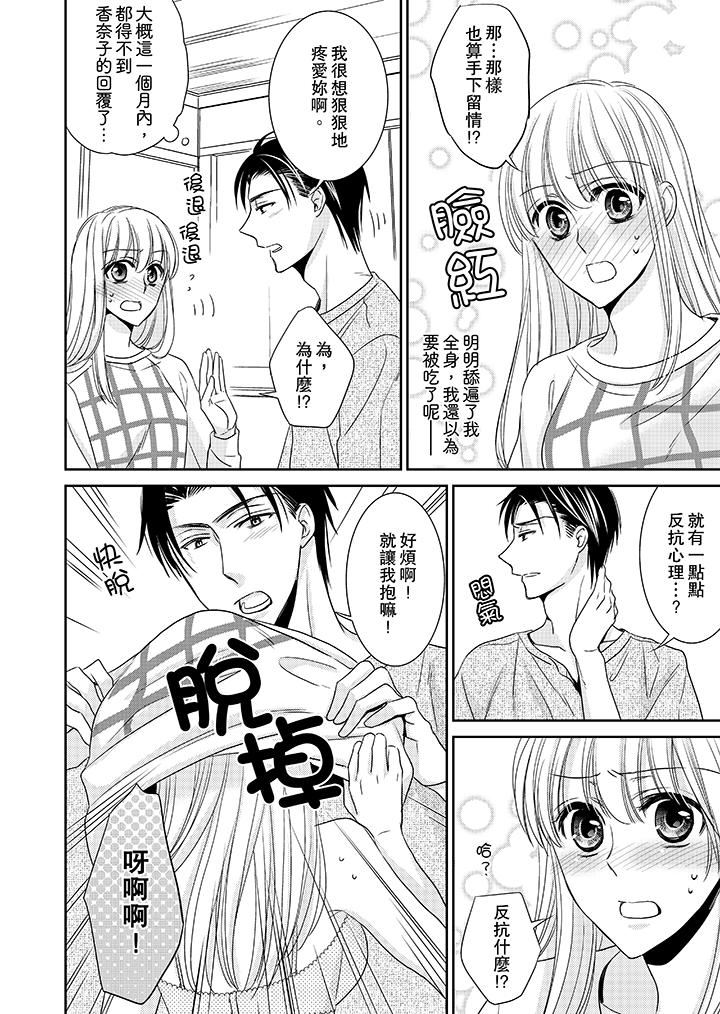 那…那樣
也算手下留情!?
臉紅
明明舔遍了我
全身，我還以為
要被吃了呢——
我很想狠狠地
疼愛妳啊。
為，
為什麼!?
後退後退。
大概這一個月內，
都得不到
香奈子的回覆了…
就有一點點
反抗心理…?
悶氣
哈?
反抗什麼!?
好煩啊！
就讓我抱嘛！
快脫
脫掉
呀啊啊！